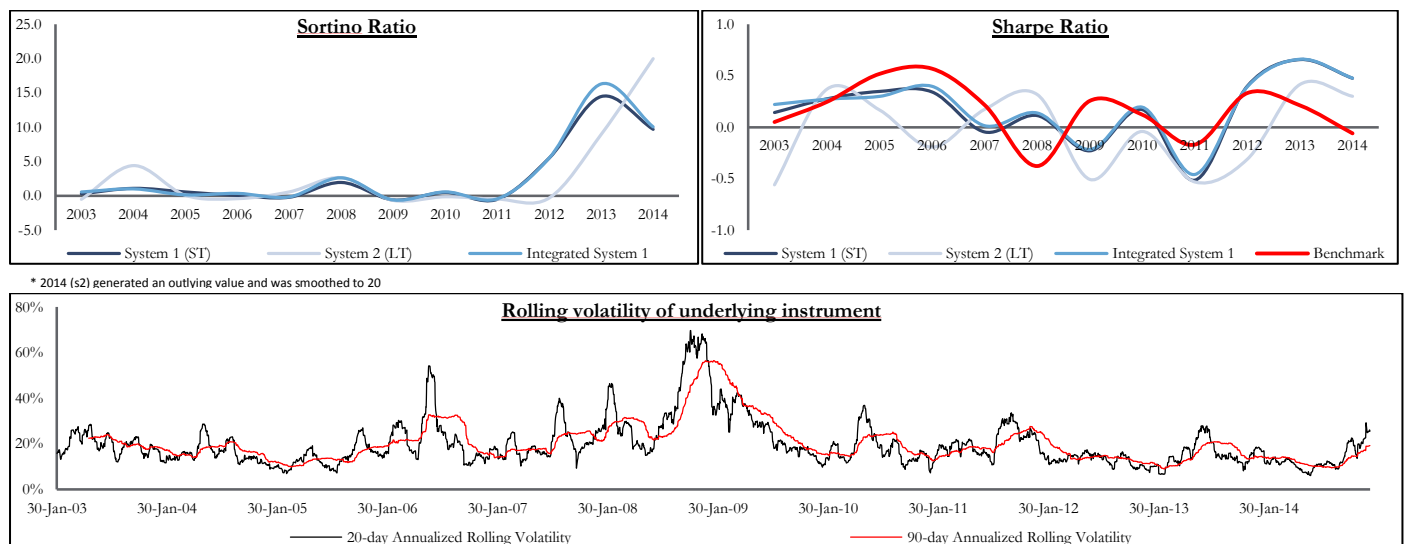 Sortino Ratio
25.0
20.0
15.0
10.0
5.0
0.0
-5.0
2003 2004 2005 2006 2007 2008 2009 2010 2011 2012 2013 2014
System 1 (ST) System 2 (LT) Integrated System 1
Sharpe Ratio
1.0
0.5
0.0
-0.5
-1.0
2003 2004 2005 2006 2007 2008 2009 2010 2011 2012 2013 2014
System 1 (ST) System 2 (LT) Integrated System 1 Benchmark
* 2014 (s2) generated an outlying value and was smoothed to 20
Rolling volatility of underlying instrument
80%
60%
40%
20%
0%
30-Jan-03 30-Jan-04 30-Jan-05 30-Jan-06 30-Jan-07 30-Jan-08 30-Jan-09 30-Jan-10 30-Jan-11 30-Jan-12 30-Jan-13 30-Jan-14
20-day Annualized Rolling Volatility 90-day Annualized Rolling Volatility